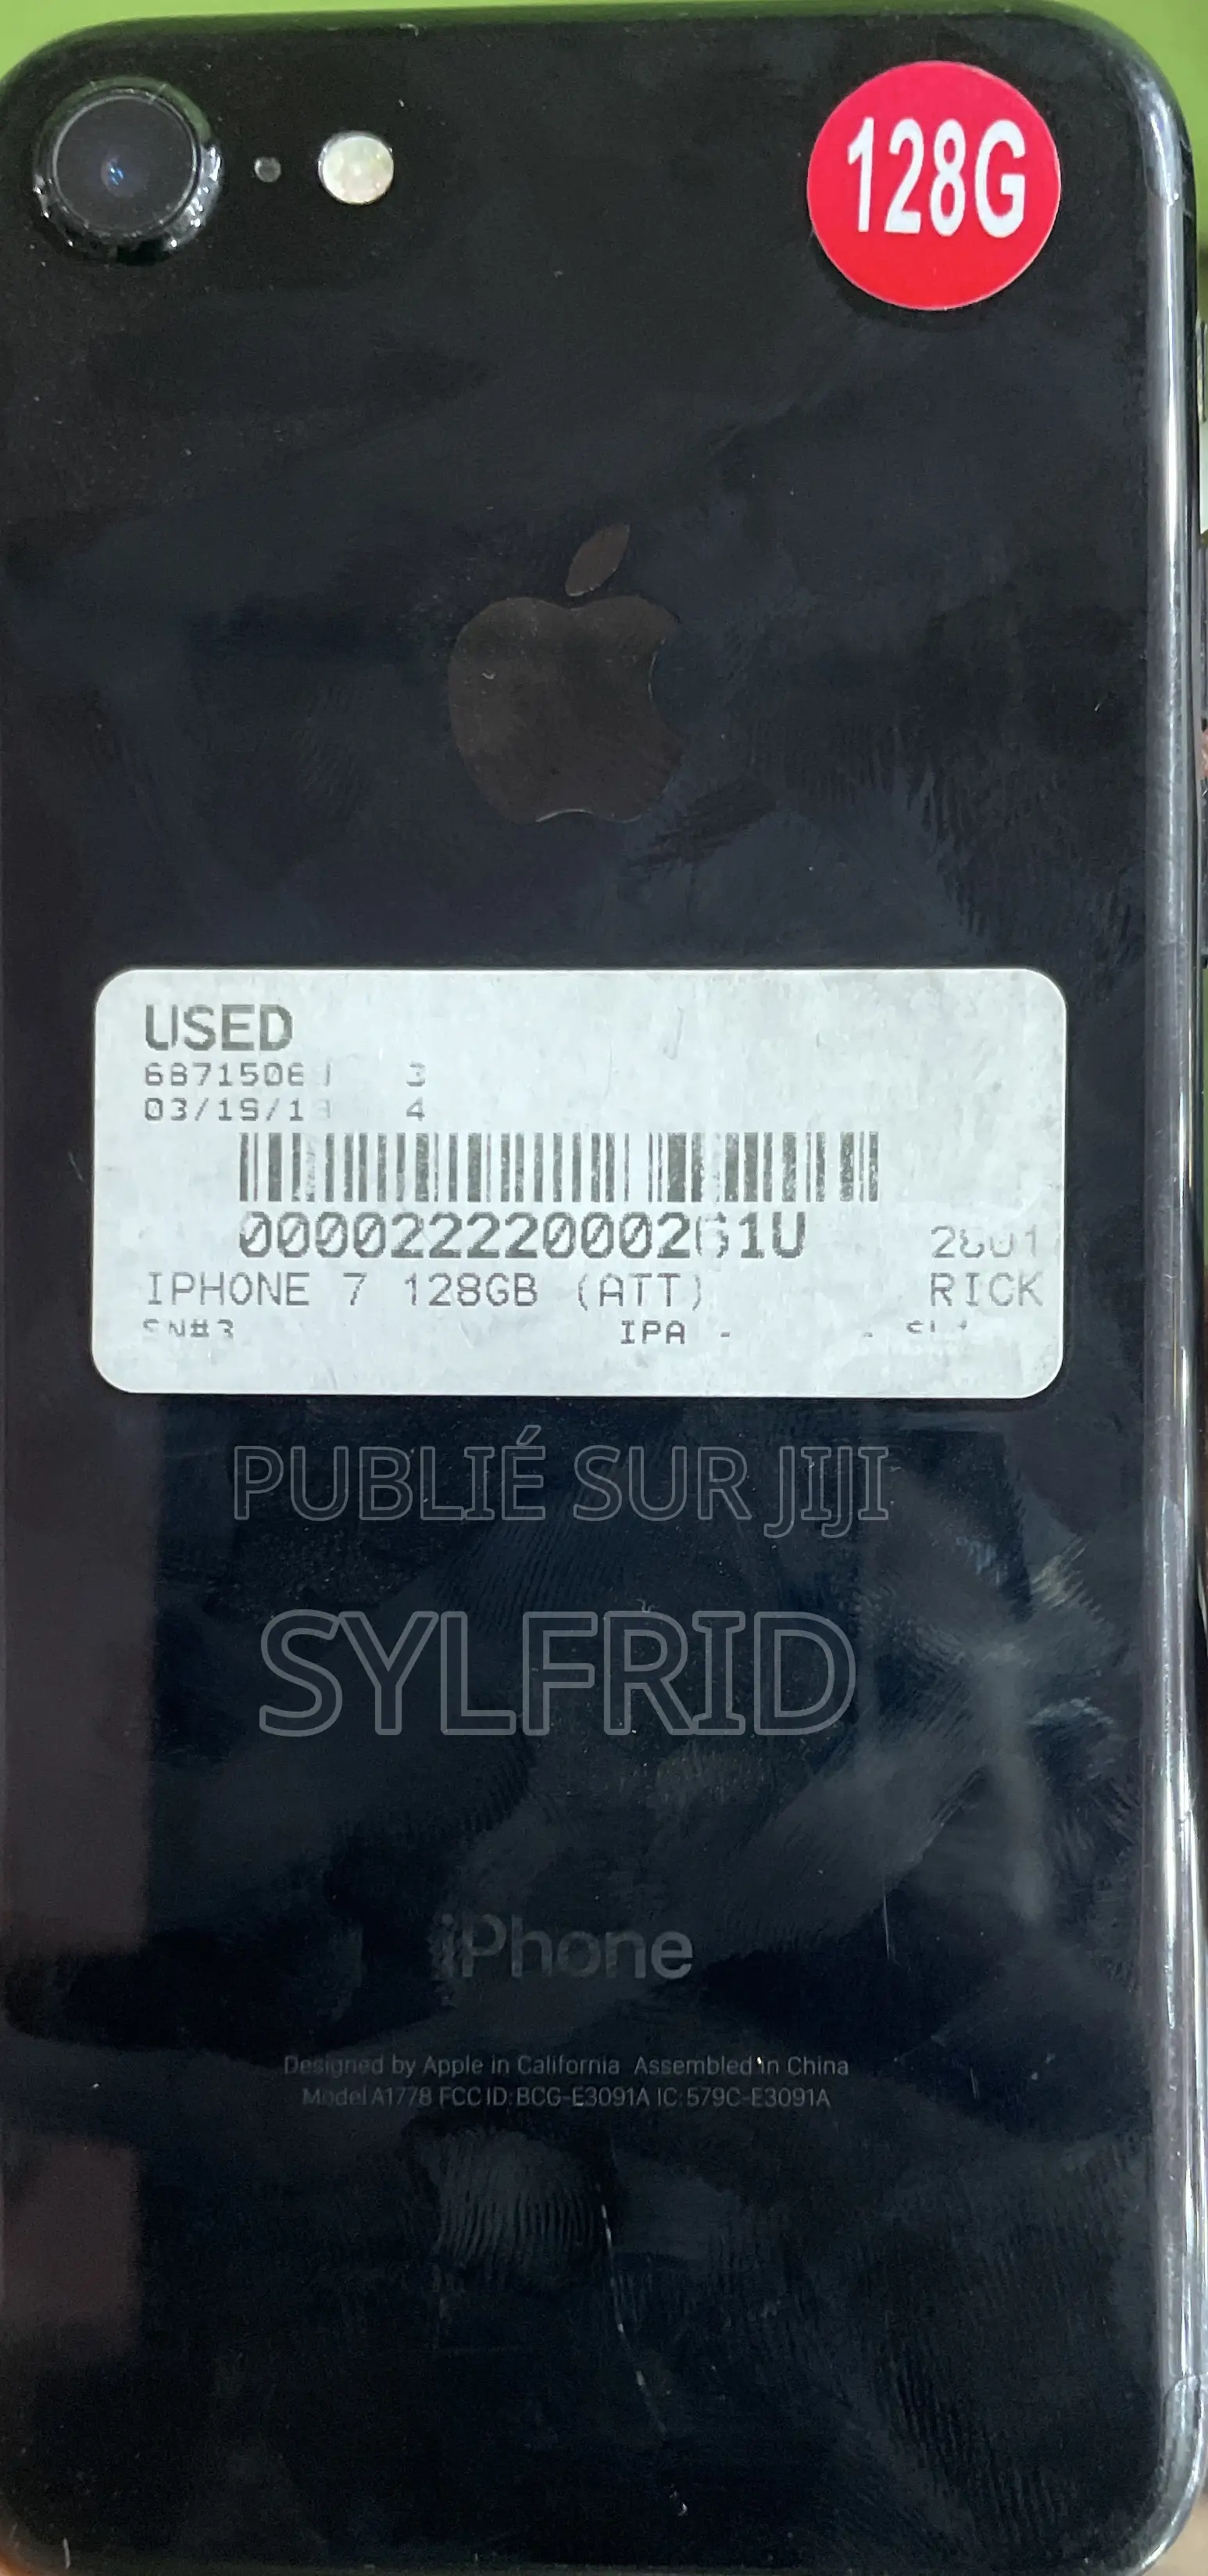 128G
USED
03/19/1
4
IPHONE 7 128GB (ATT)
RICK
IPA -
PUBLIÉ SUR JIJI
SYLFRID
iPhone
Designed by Apple in California Assembled in China
Model A1778 FCC ID: BCG-E3091A IC: 579C-E3091A